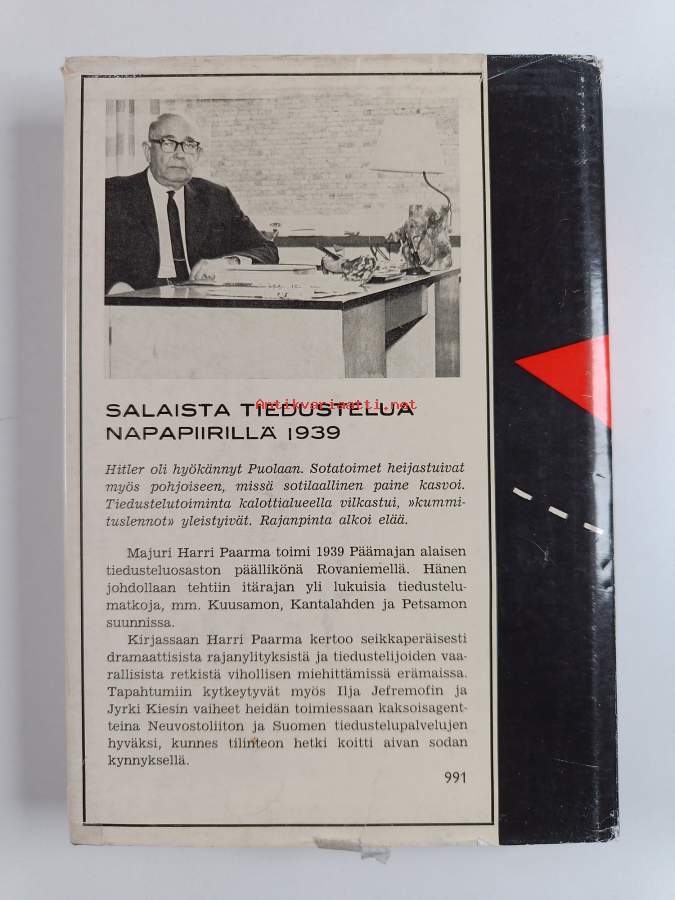 Antikvariaatti.net
SALAISTA TIEDUSTELUA
NAPAPIIRILLÄ 1939
Hitler oli hyökännyt Puolaan. Sotatoimet heijastuivat
myös pohjoiseen, missä sotilaallinen paine kasvoi.
Tiedustelutoiminta kalottialueella vilkastui, »kummi-
tuslennot» yleistyivät. Rajanpinta alkoi elää.
Majuri Harri Paarma toimi 1939 Päämajan alaisen
tiedusteluosaston päällikönä Rovaniemellä. Hänen
johdollaan tehtiin itärajan yli lukuisia tiedustelu-
matkoja, mm. Kuusamon, Kantalahden ja Petsamon
suunnissa.
Kirjassaan Harri Paarma kertoo seikkaperäisesti
dramaattisista rajanylityksistä ja tiedustelijoiden vaa-
rallisista retkistä vihollisen miehittämissä erämaissa.
Tapahtumiin kytkeytyvät myös Ilja Jefremofin ja
Jyrki Kiesin vaiheet heidän toimiessaan kaksoisagent-
teina Neuvostoliiton ja Suomen tiedustelupalvelujen
hyväksi, kunnes tilinteon hetki koitti aivan sodan
kynnyksellä.
991